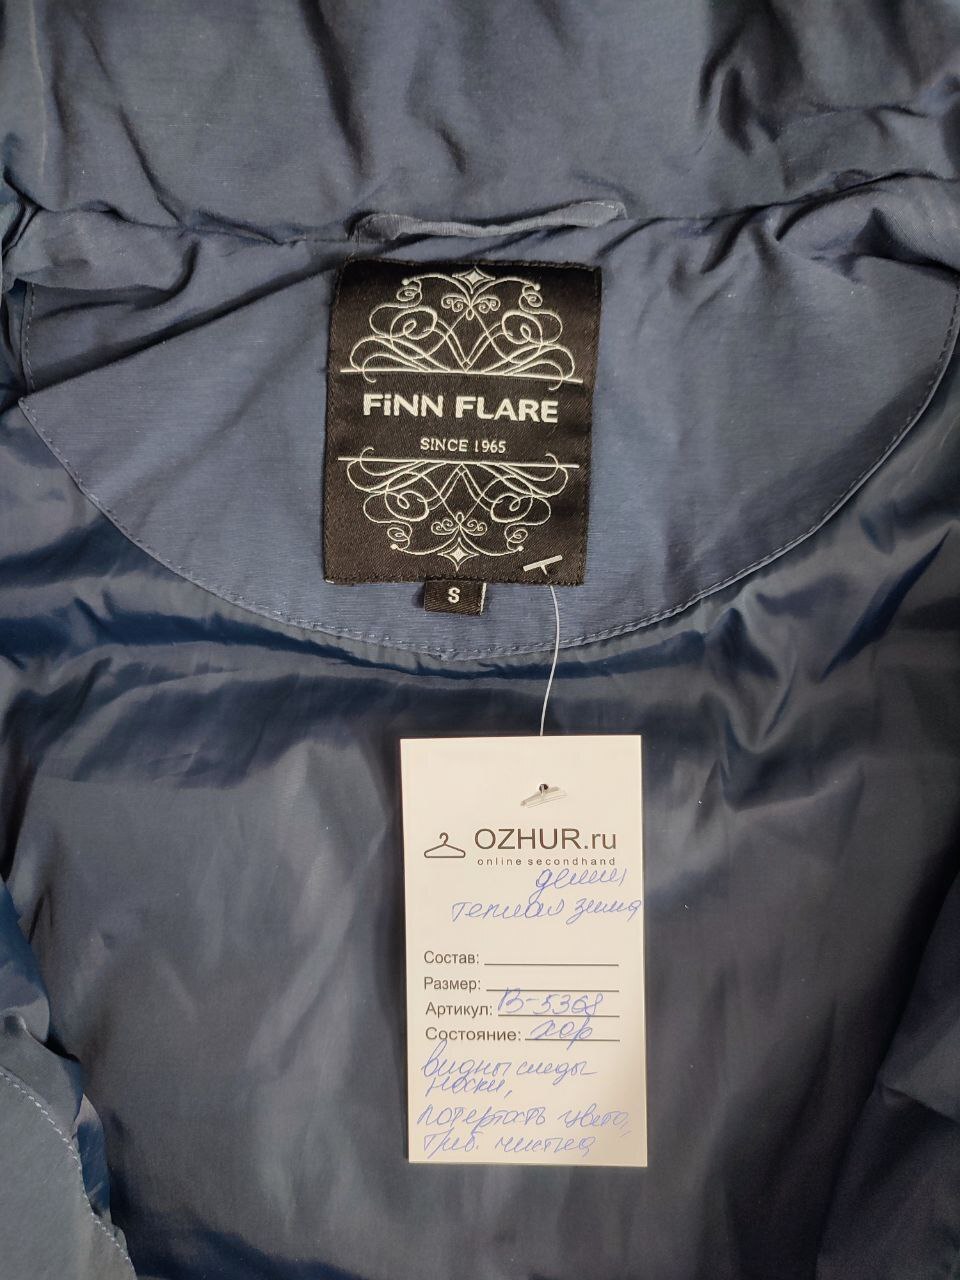 FiNN FLARE
SINCE 1965
S
OZHUR.ru
online secondhand
деми
теплая зима
Состав:
Размер:
Артикул: В-5368
Состояние: хор
видны следы
носки,
потертость цвета,
треб. чистка